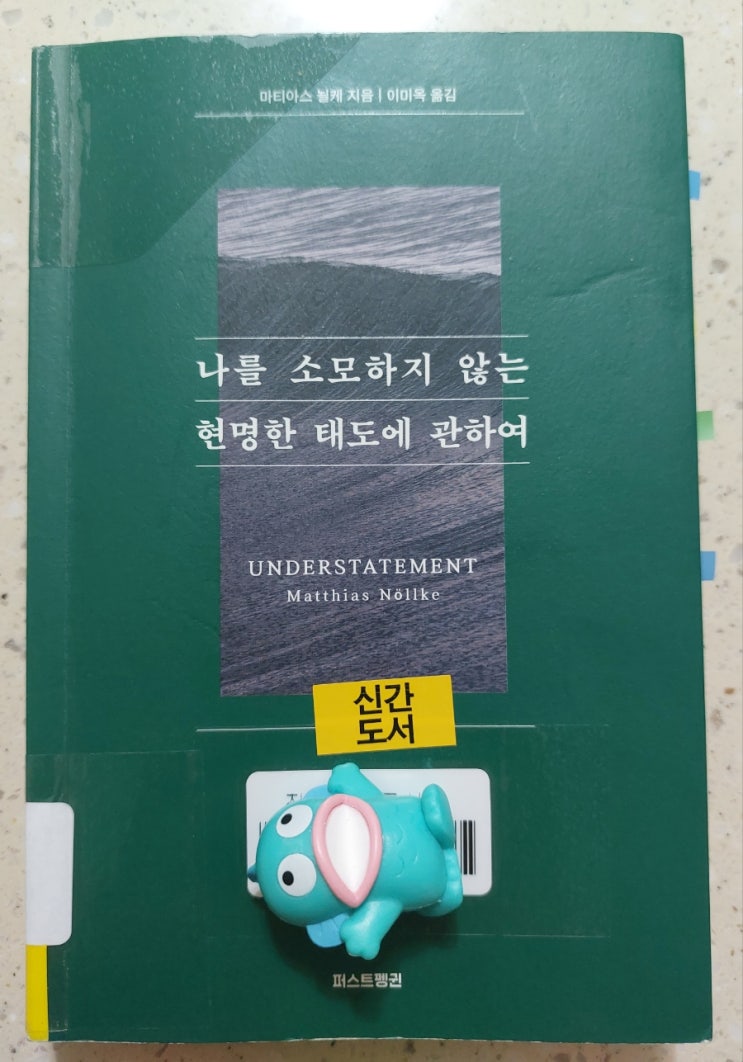 마티아스 뇔케 지음 | 이미옥 옮김
나를 소모하지 않는
현명한 태도에 관하여
UNDERSTATEMENT
Matthias Nöllke
신간
도서
퍼스트펭귄